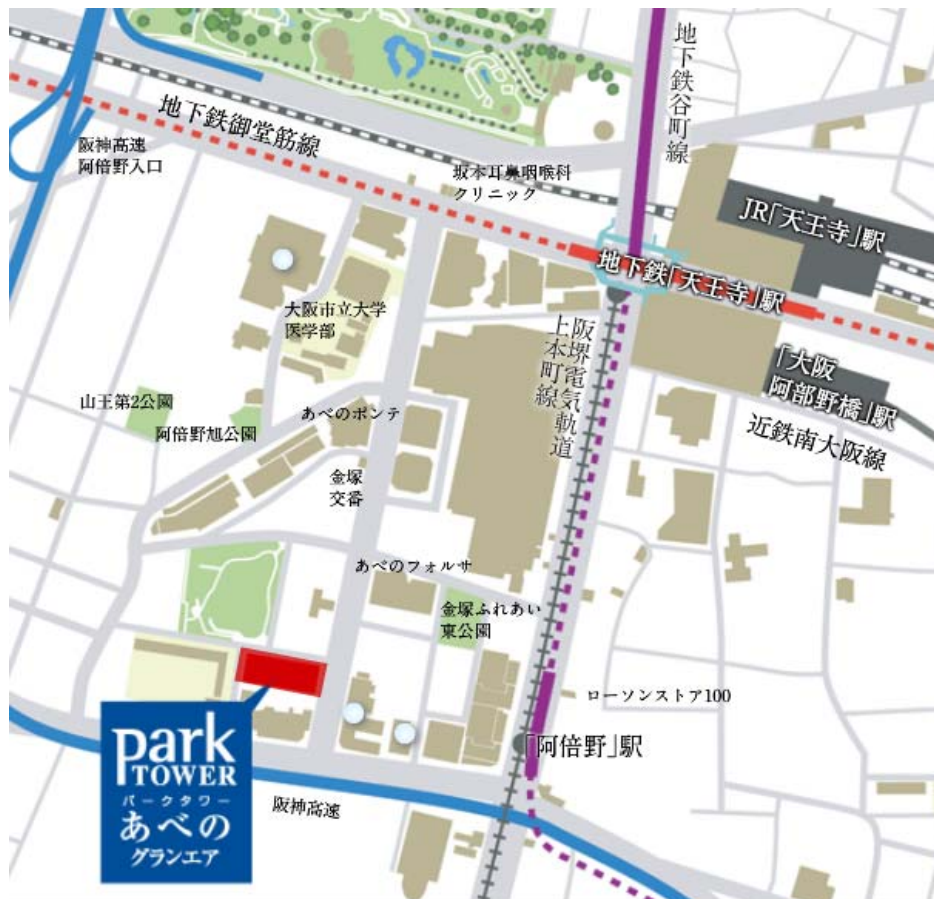 地下鉄谷町線
地下鉄御堂筋線
阪神高速
阿倍野入口
坂本耳鼻咽喉科
クリニック
JR「天王寺」駅
地下鉄「天王寺」駅
大阪市立大学
医学部
阪堺電気軌道
上本町線
「大阪
阿部野橋」駅
近鉄南大阪線
山王第2公園
阿倍野旭公園
あべのポンテ
金塚
交番
あべのフォルサ
金塚ふれあい
東公園
ローソンストア100
「阿倍野」駅
park
TOWER
パークタワー
あべの
グランエア
阪神高速